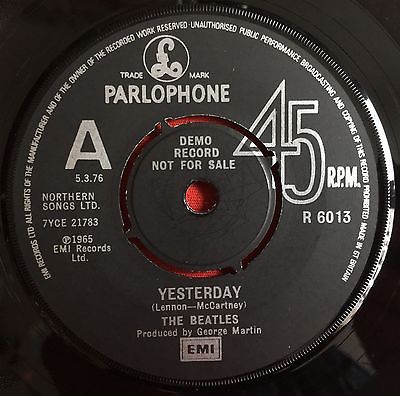 ALL RIGHTS OF THE MANUFACTURER AND OF THE OWNER OF THE RECORDED WORK RESERVED · UNAUTHORISED PUBLIC PERFORMANCE BROADCASTING AND COPYING OF THIS RECORD PROHIBITED MADE IN GT BRITAIN
EMI RECORDS LTD
TRADE MARK
PARLOPHONE
A
5.3.76
DEMO
RECORD
NOT FOR SALE
45
R.P.M.
NORTHERN
SONGS LTD.
7YCE 21783
R 6013
Ⓟ1965
EMI Records
Ltd.
YESTERDAY
(Lennon—McCartney)
THE BEATLES
Produced by George Martin
EMI